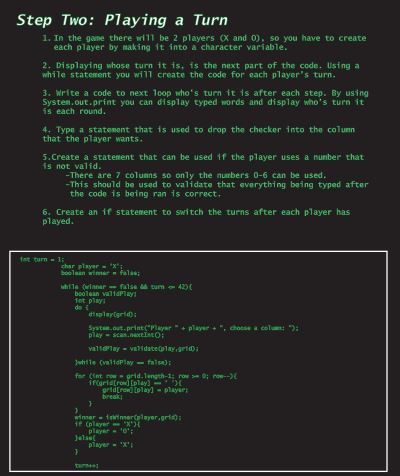 Step Two: Playing a Turn
1. In the game there will be 2 players (X and O), so you have to create
each player by making it into a character variable.
2. Displaying whose turn it is, is the next part of the code. Using a
while statement you will create the code for each player's turn.
3. Write a code to next loop who's turn it is after each step. By using
System.out.print you can display typed words and display who's turn it
is each round.
4. Type a statement that is used to drop the checker into the column
that the player wants.
5.Create a statement that can be used if the player uses a number that
is not valid.
-There are 7 columns so only the numbers 0-6 can be used.
-This should be used to validate that everything being typed after
the code is being ran is correct.
6. Create an if statement to switch the turns after each player has
played.
int turn = 1;
char player = 'X';
boolean winner = false;
while (winner == false && turn <= 42){
boolean validPlay;
int play;
do {
display(grid);
System.out.print("Player " + player + ", choose a column: ");
play = scan.nextInt();
validPlay = validate(play,grid);
}while (validPlay == false);
for (int row = grid.length-1; row >= 0; row--){
if(grid[row][play] == ' '){
grid[row][play] = player;
break;
}
}
winner = isWinner(player,grid);
if (player == 'X'){
player = 'O';
}else{
player = 'X';
}
turn++;